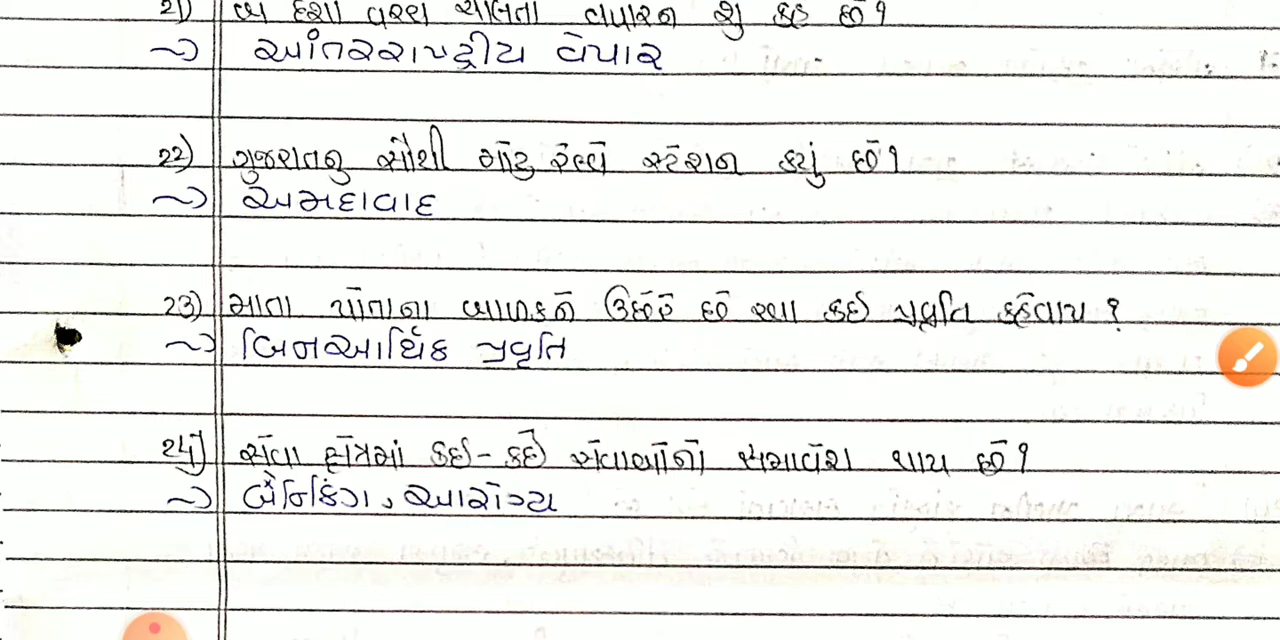 21) બે દેશો વચ્ચે ચાલતા વેપારને શું કહે છે?
~> આંતરરાષ્ટ્રીય વેપાર
22) ગુજરાતનું સૌથી મોટુ રેલ્વે સ્ટેશન કયું છે?
~> અમદાવાદ
23) માતા પોતાના બાળકને ઉછેરે છે આ કઈ પ્રવૃતિ કહેવાય?
~> બિનઆર્થિક પ્રવૃતિ
24) સેવા ક્ષેત્રમાં કઈ-કઈ સેવાઓનો સમાવેશ થાય છે?
~> બેંન્કિંગ, આરોગ્ય